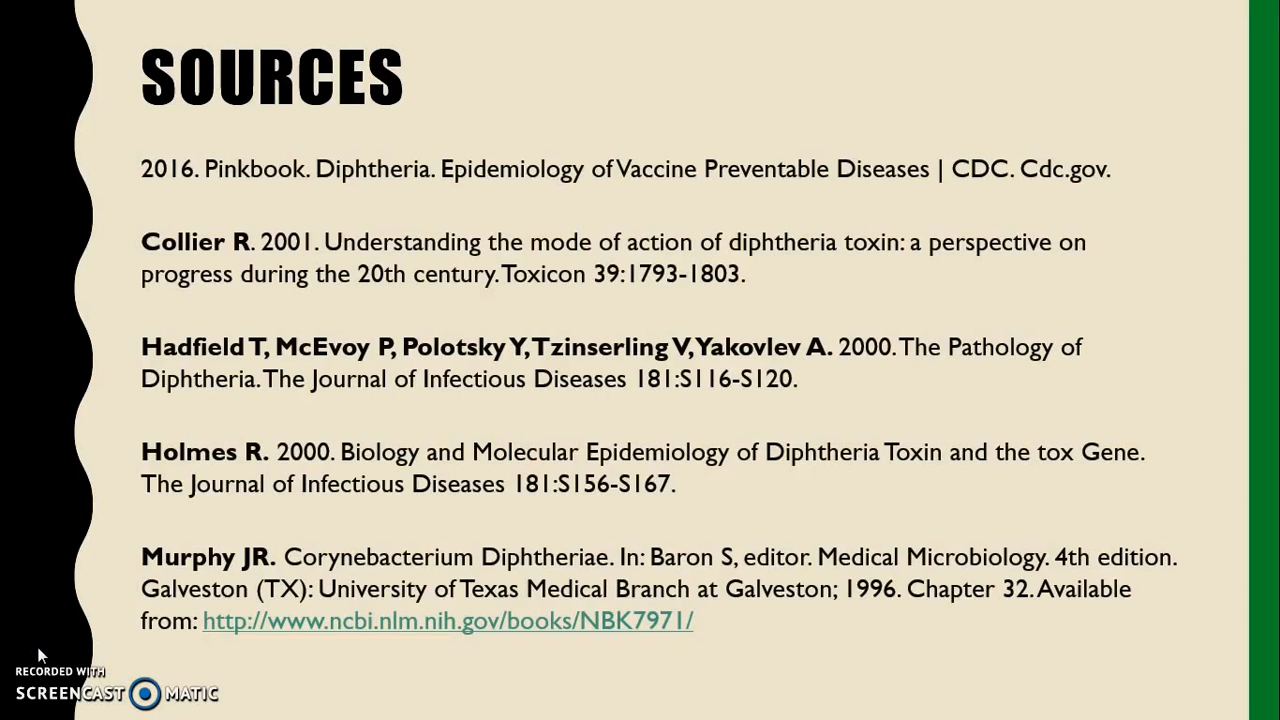 SOURCES
2016. Pinkbook. Diphtheria. Epidemiology of Vaccine Preventable Diseases | CDC. Cdc.gov.
Collier R. 2001. Understanding the mode of action of diphtheria toxin: a perspective on
progress during the 20th century. Toxicon 39:1793-1803.
Hadfield T, McEvoy P, Polotsky Y, Tzinserling V, Yakovlev A. 2000. The Pathology of
Diphtheria. The Journal of Infectious Diseases 181:S116-S120.
Holmes R. 2000. Biology and Molecular Epidemiology of Diphtheria Toxin and the tox Gene.
The Journal of Infectious Diseases 181:S156-S167.
Murphy JR. Corynebacterium Diphtheriae. In: Baron S, editor. Medical Microbiology. 4th edition.
Galveston (TX): University of Texas Medical Branch at Galveston; 1996. Chapter 32. Available
from: http://www.ncbi.nlm.nih.gov/books/NBK7971/
RECORDED WITH
SCREENCAST MATIC